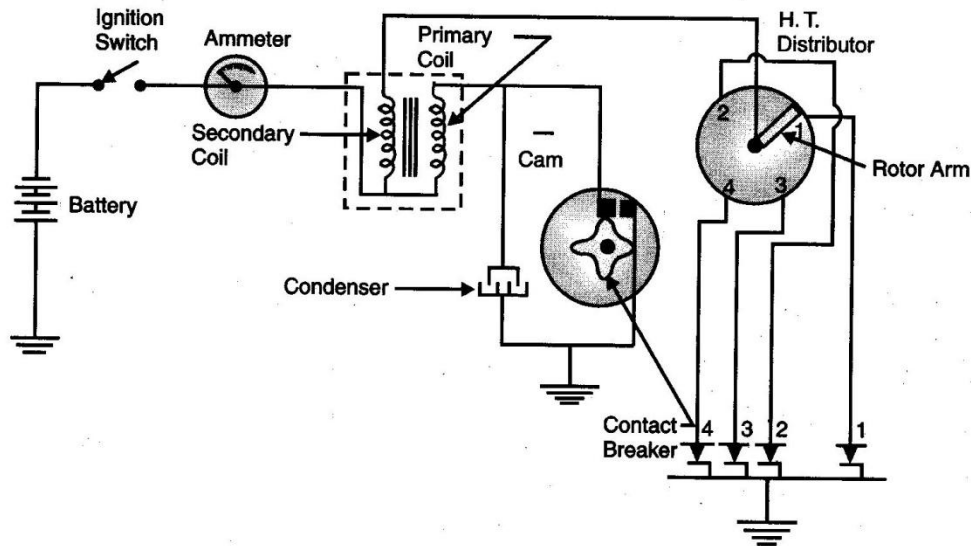 Ignition
Switch
Ammeter
Primary
Coil
H. T.
Distributor
Secondary
Coil
Cam
Battery
Condenser
2
1
4
3
Rotor Arm
Contact
Breaker
4
3
2
1